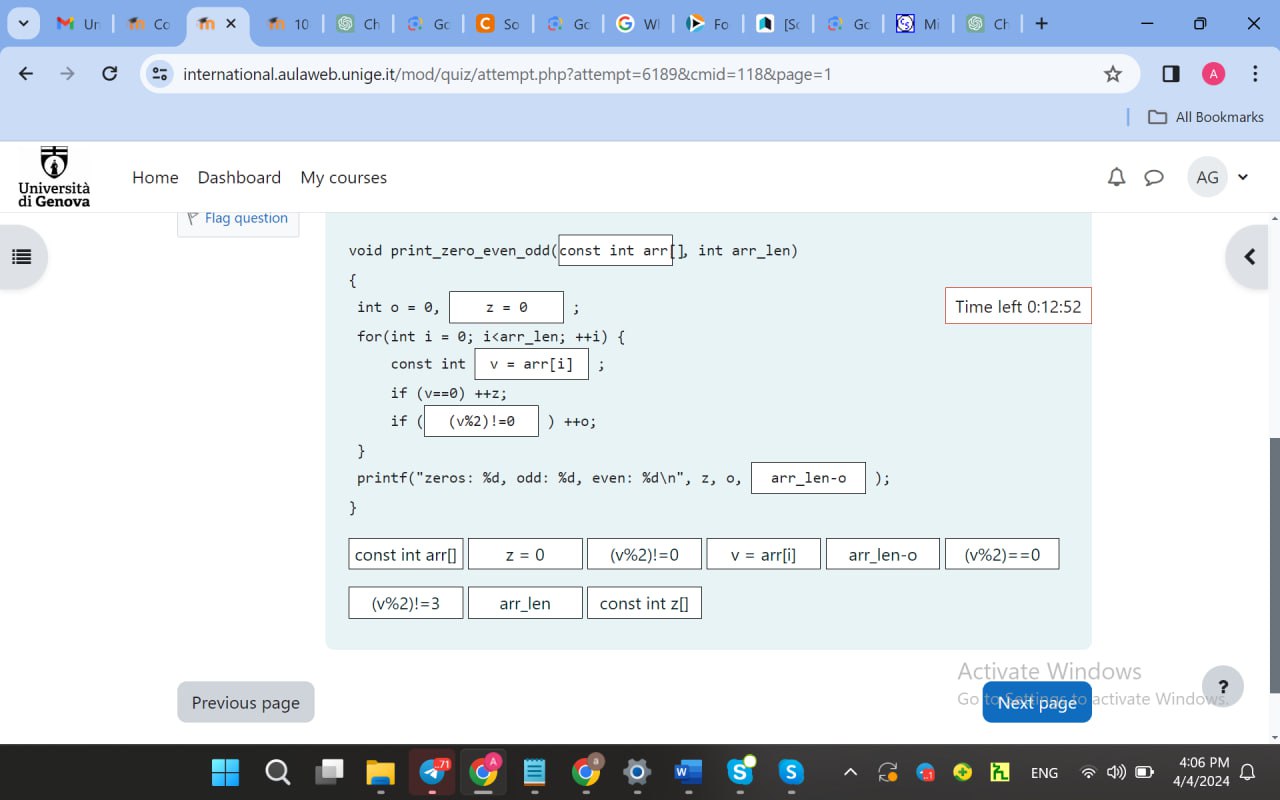 Un
Co
10
Ch
Gc
So
Gc
Wl
Fo
[Sc
Gc
Mi
Ch
international.aulaweb.unige.it/mod/quiz/attempt.php?attempt=6189&cmid=118&page=1
A
All Bookmarks
Università
di Genova
Home Dashboard My courses
AG
Flag question
void print_zero_even_odd(const int arr[], int arr_len)
{
int o = 0, z = 0 ;
for(int i = 0; i<arr_len; ++i) {
const int v = arr[i] ;
if (v==0) ++z;
if ( (v%2)!=0 ) ++o;
}
printf("zeros: %d, odd: %d, even: %d\n", z, o, arr_len-o );
}
Time left 0:12:52
const int arr[] z = 0 (v%2)!=0 v = arr[i] arr_len-o (v%2)==0
(v%2)!=3 arr_len const int z[]
Previous page
Next page
Activate Windows
Go to Settings to activate Windows.
?
71
A
a
ENG
4:06 PM
4/4/2024